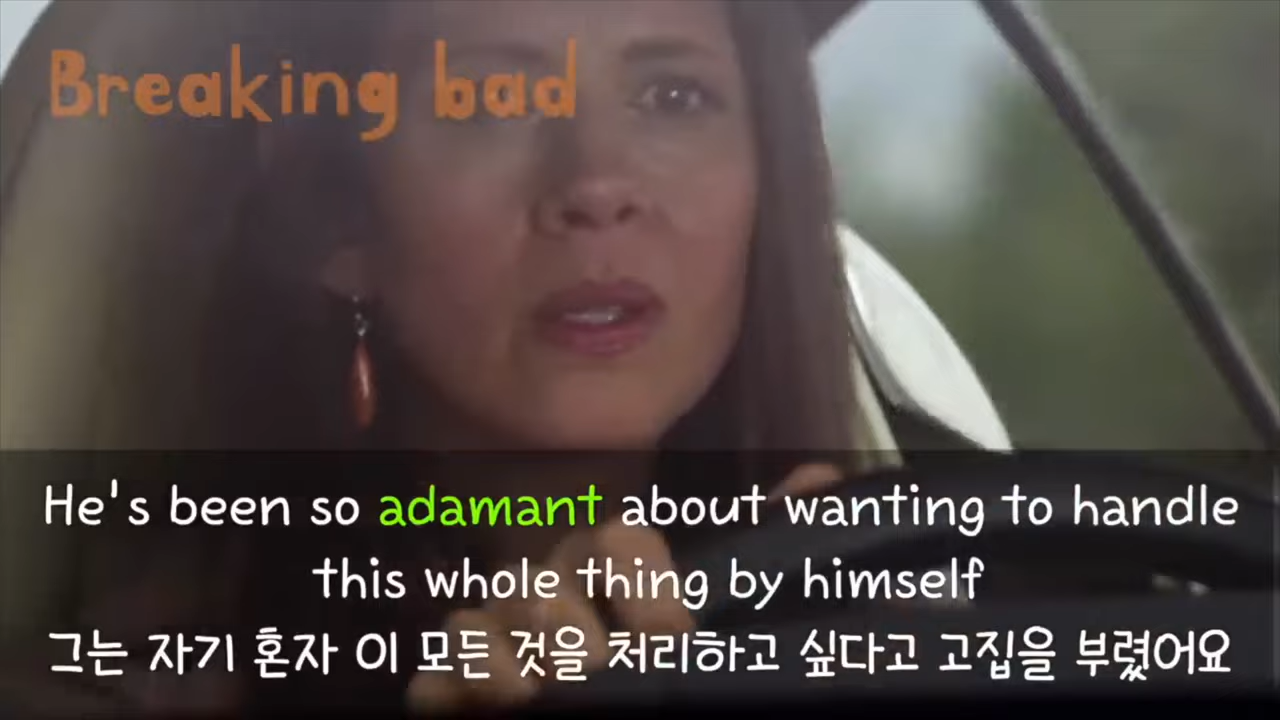 Breaking bad
He's been so adamant about wanting to handle
this whole thing by himself
그는 자기 혼자 이 모든 것을 처리하고 싶다고 고집을 부렸어요